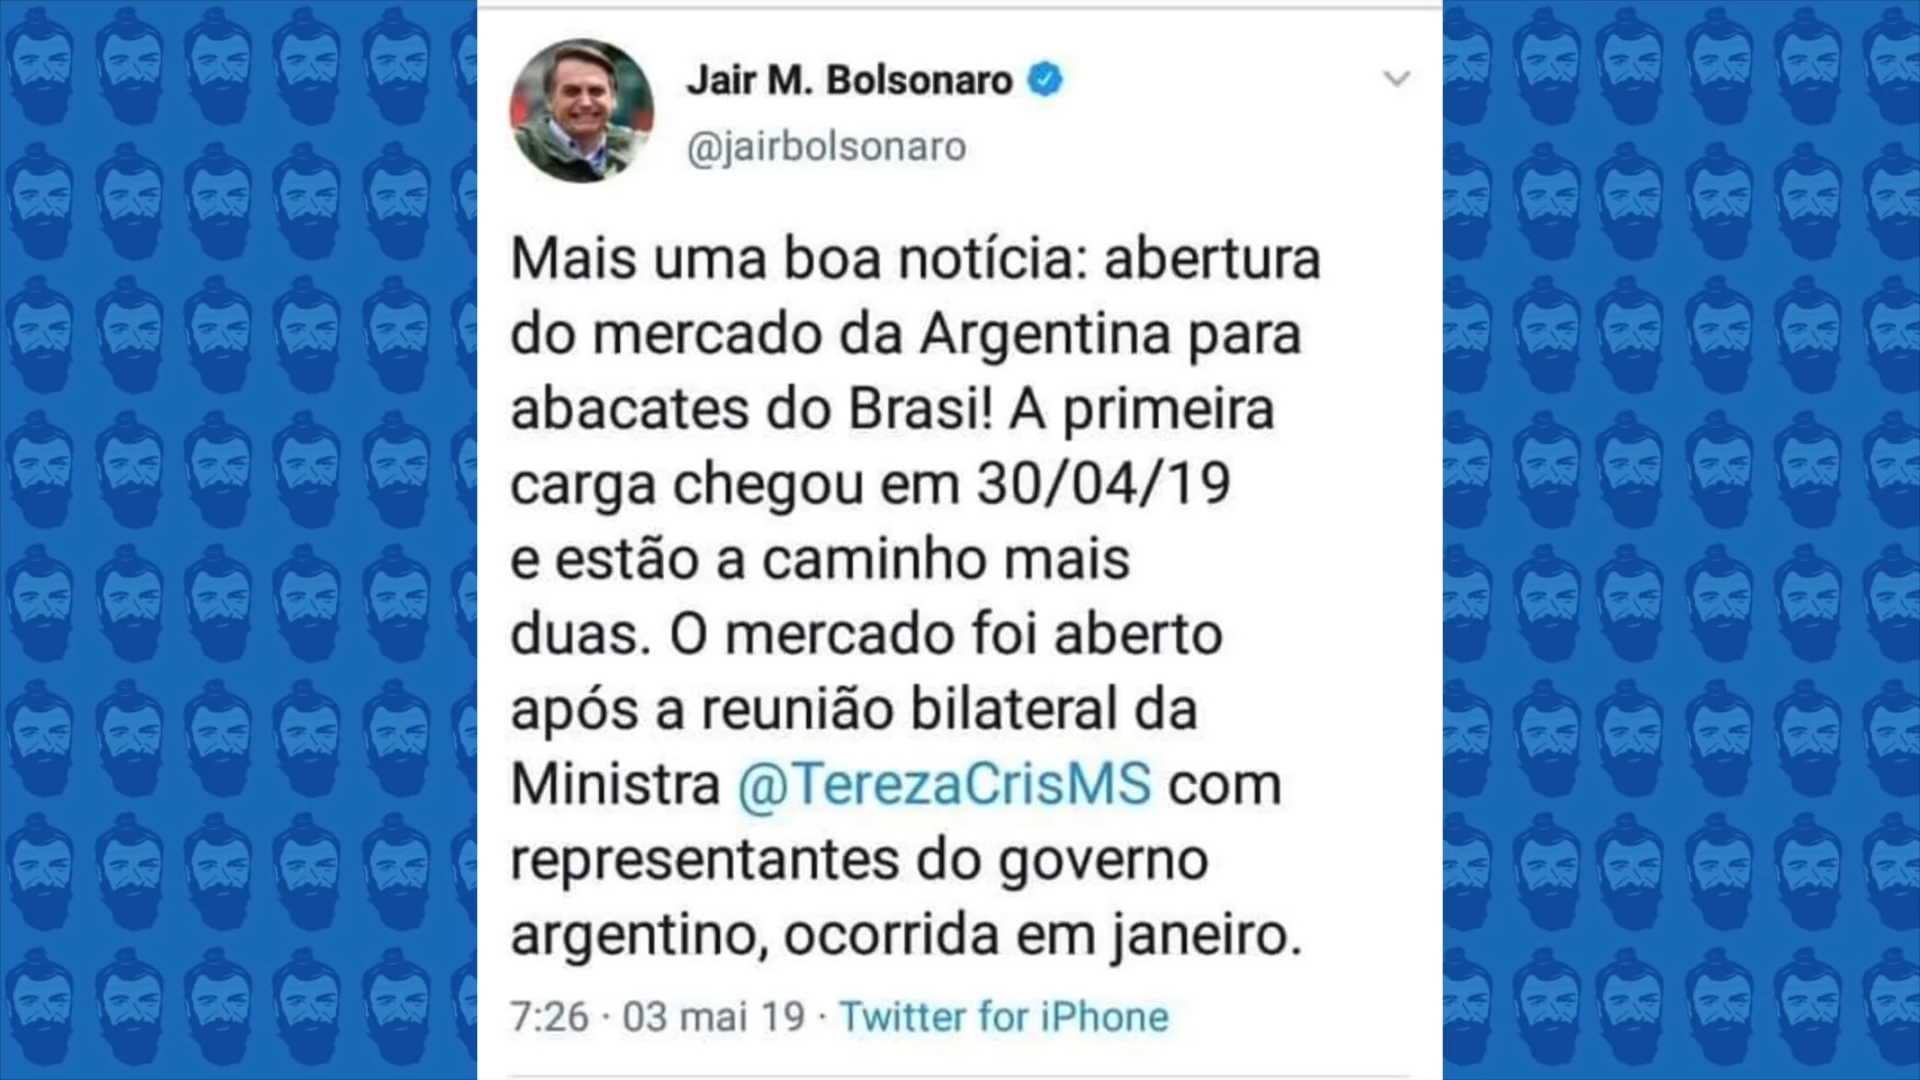 Jair M. Bolsonaro
@jairbolsonaro
Mais uma boa notícia: abertura
do mercado da Argentina para
abacates do Brasi! A primeira
carga chegou em 30/04/19
e estão a caminho mais
duas. O mercado foi aberto
após a reunião bilateral da
Ministra @TerezaCrisMS com
representantes do governo
argentino, ocorrida em janeiro.
7:26 · 03 mai 19 · Twitter for iPhone